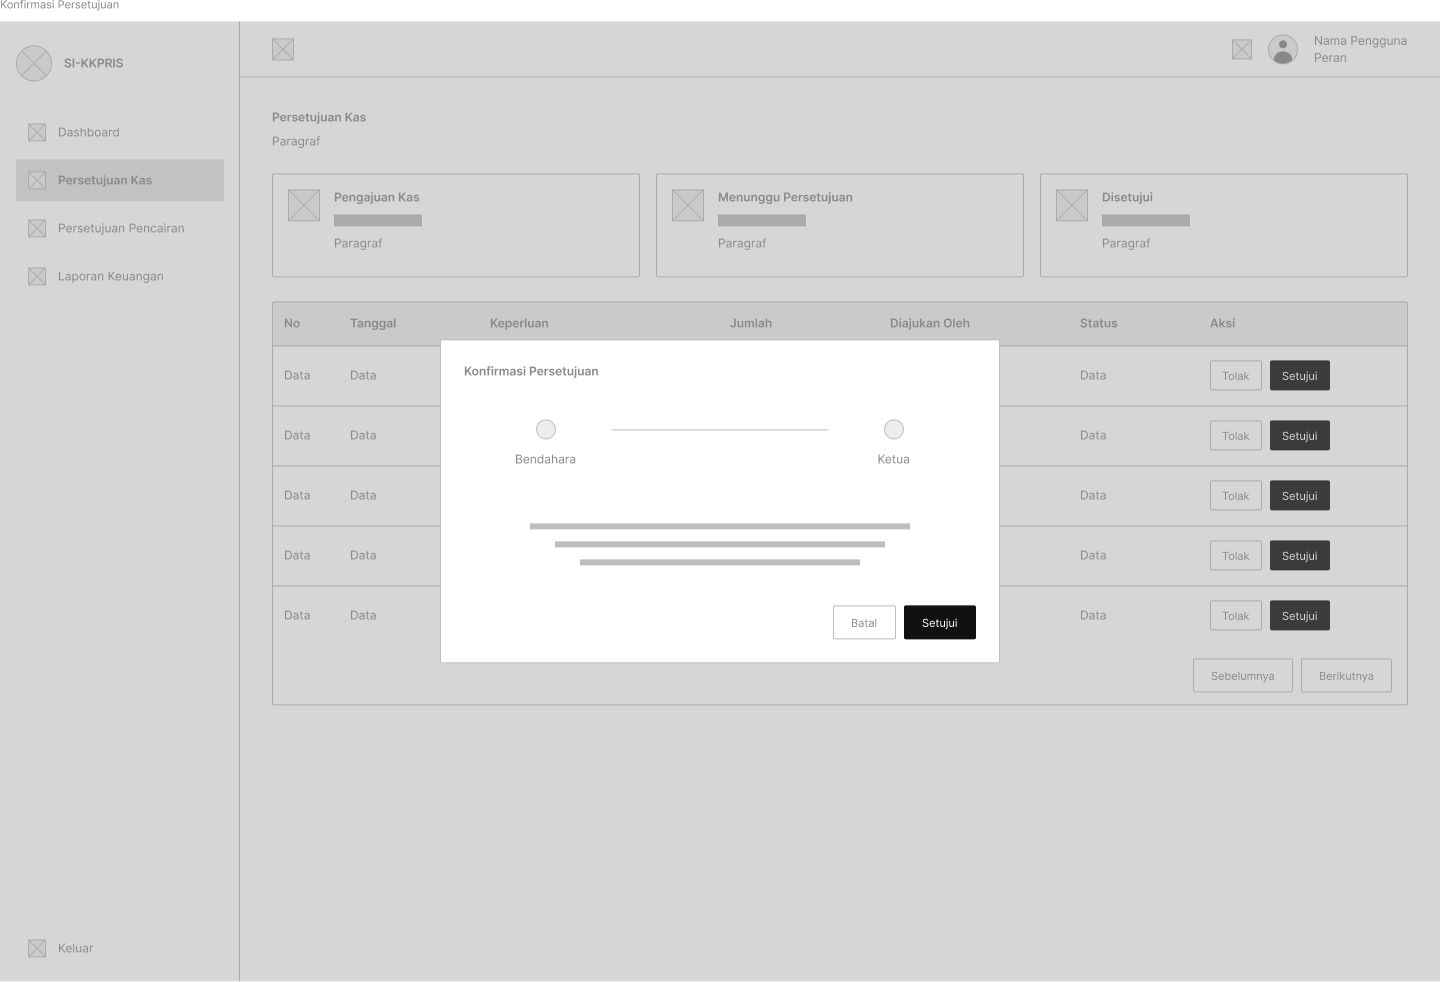 Konfirmasi Persetujuan
SI-KKPRIS
Nama Pengguna
Peran
Dashboard
Persetujuan Kas
Persetujuan Pencairan
Laporan Keuangan
Keluar
Persetujuan Kas
Paragraf
Pengajuan Kas
Paragraf
Menunggu Persetujuan
Paragraf
Disetujui
Paragraf
No Tanggal Keperluan Jumlah Diajukan Oleh Status Aksi
Data Data Data Tolak Setujui
Data Data Data Tolak Setujui
Data Data Data Tolak Setujui
Data Data Data Tolak Setujui
Data Data Data Tolak Setujui
Sebelumnya Berikutnya
Konfirmasi Persetujuan
Bendahara Ketua
Batal Setujui